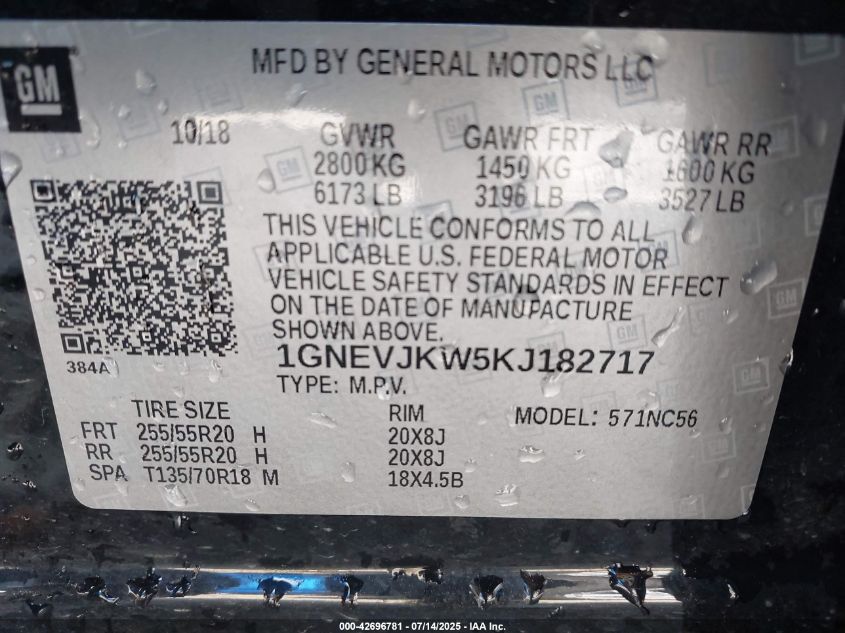 GM
MFD BY GENERAL MOTORS LLC
10/18 GVWR GAWR FRT GAWR RR
2800 KG 1450 KG 1600 KG
6173 LB 3196 LB 3527 LB
THIS VEHICLE CONFORMS TO ALL
APPLICABLE U.S. FEDERAL MOTOR
VEHICLE SAFETY STANDARDS IN EFFECT
ON THE DATE OF MANUFACTURE
SHOWN ABOVE.
384A
1GNEVJKW5KJ182717
TYPE: M.P.V.
TIRE SIZE RIM MODEL: 571NC56
FRT 255/55R20 H 20X8J
RR 255/55R20 H 20X8J
SPA T135/70R18 M 18X4.5B
000-42696781 - 07/14/2025 - IAA Inc.